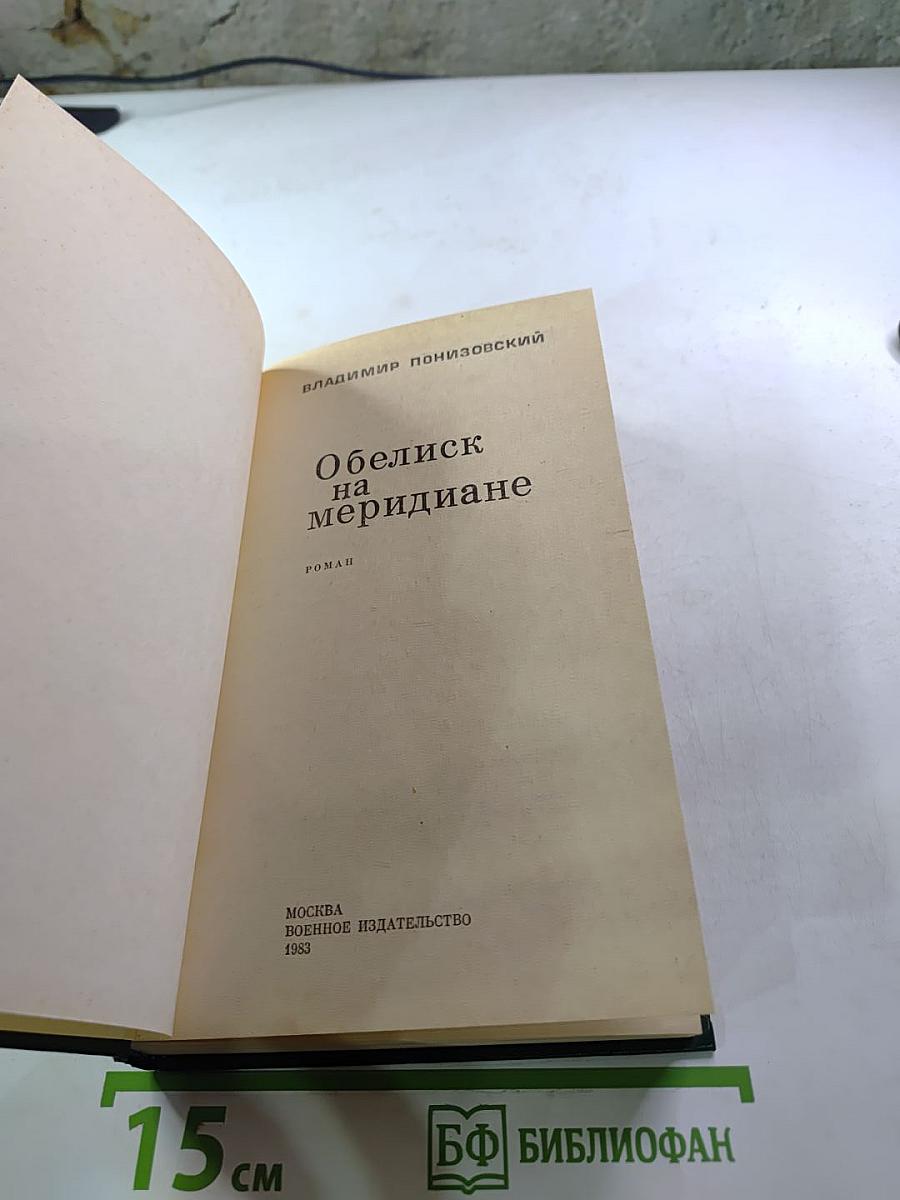 ВЛАДИМИР ПОНИЗОВСКИЙ
Обелиск
на
меридиане
РОМАН
МОСКВА
ВОЕННОЕ ИЗДАТЕЛЬСТВО
1983
15 см
БФ БИБЛИОФАН